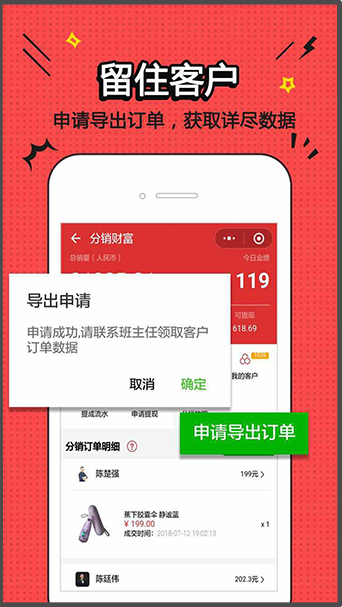 留住客户
申请导出订单，获取详尽数据
分销财富
总销量（人民币）
今日业绩
119
可提现
618.69
导出申请
申请成功,请联系班主任领取客户
订单数据
取消
确定
我的客户
提成流水
申请提现
申请导出订单
分销订单明细
?
陈楚强
199元
蕉下胶囊伞 静谧蓝
¥ 199.00
x 1
成交时间：2018-07-12 19:02:13
陈廷伟
202.3元